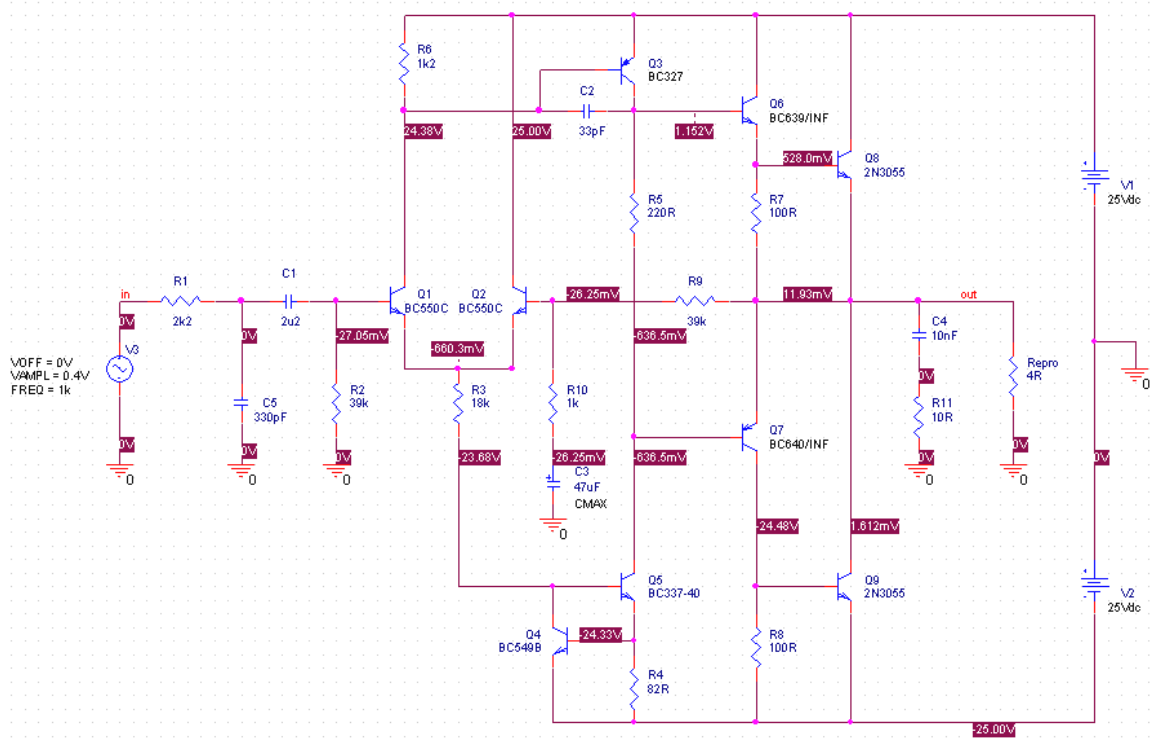 R6
1k2
Q3
BC327
C2
33pF
24.38V
25.00V
1.152V
Q6
BC639/INF
528.0mV
Q8
2N3055
V1
25Vdc
R5
220R
R7
100R
in
R1
2k2
C1
2u2
Q1
BC550C
Q2
BC550C
-26.25mV
R9
39k
11.93mV
out
0V
0V
-27.05mV
-636.5mV
C4
10nF
V3
VOFF = 0V
VAMPL = 0.4V
FREQ = 1k
-660.3mV
C5
330pF
R2
39k
R3
18k
R10
1k
0V
R11
10R
Repro
4R
0
Q7
BC640/INF
0V
0V
0V
-23.68V
-26.25mV
-636.5mV
0V
0V
0V
0
0
0
C3
47uF
CMAX
0
0
0
-24.48V
1.612mV
Q5
BC337-40
Q9
2N3055
V2
25Vdc
Q4
BC549B
-24.33V
R4
82R
R8
100R
-25.00V